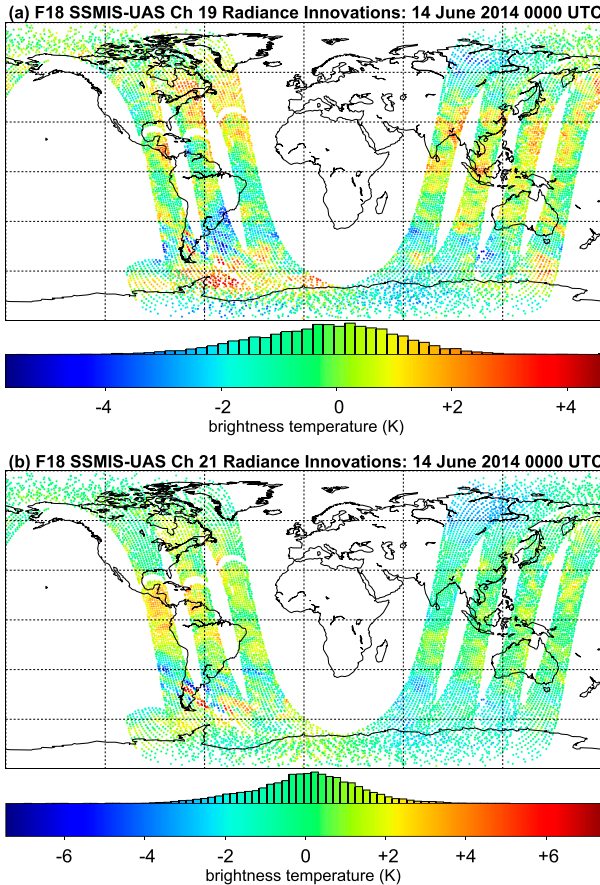 (a) F18 SSMIS-UAS Ch 19 Radiance Innovations: 14 June 2014 0000 UTC
-4 -2 0 +2 +4
brightness temperature (K)
(b) F18 SSMIS-UAS Ch 21 Radiance Innovations: 14 June 2014 0000 UTC
-6 -4 -2 0 +2 +4 +6
brightness temperature (K)